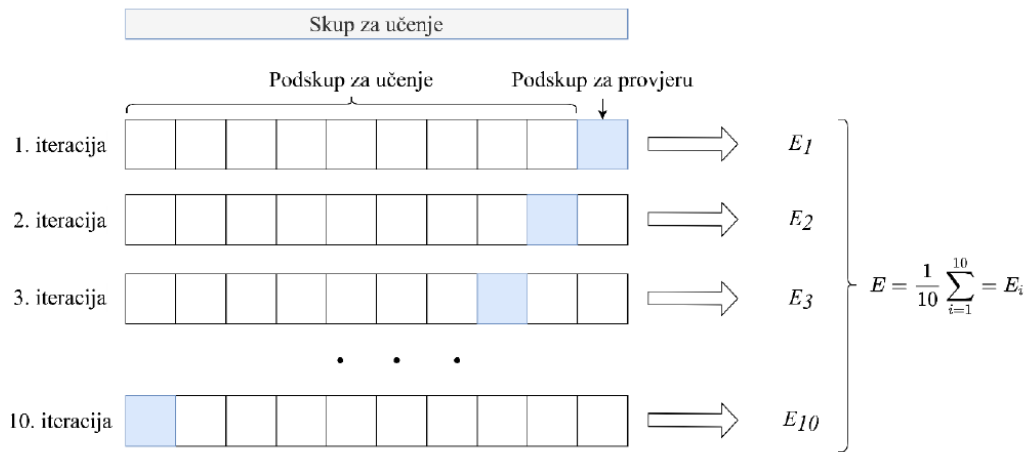 Skup za učenje
Podskup za učenje
Podskup za provjeru
1. iteracija
E1
2. iteracija
E2
3. iteracija
E3
E = 1/10 ∑_{i=1}^{10} = E_i
. . .
10. iteracija
E10